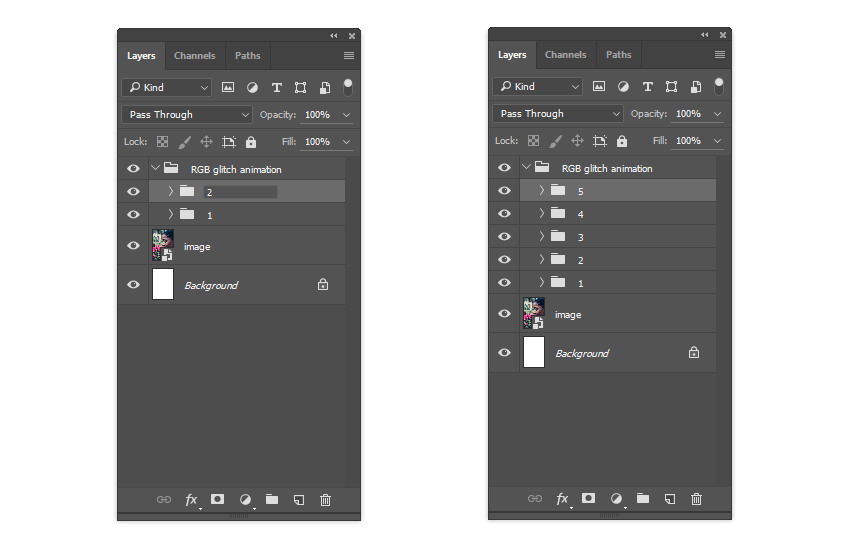 Layers Channels Paths
Kind
Pass Through Opacity: 100%
Lock: Fill: 100%
RGB glitch animation
2
1
image
Background
fx
Layers Channels Paths
Kind
Pass Through Opacity: 100%
Lock: Fill: 100%
RGB glitch animation
5
4
3
2
1
image
Background
fx